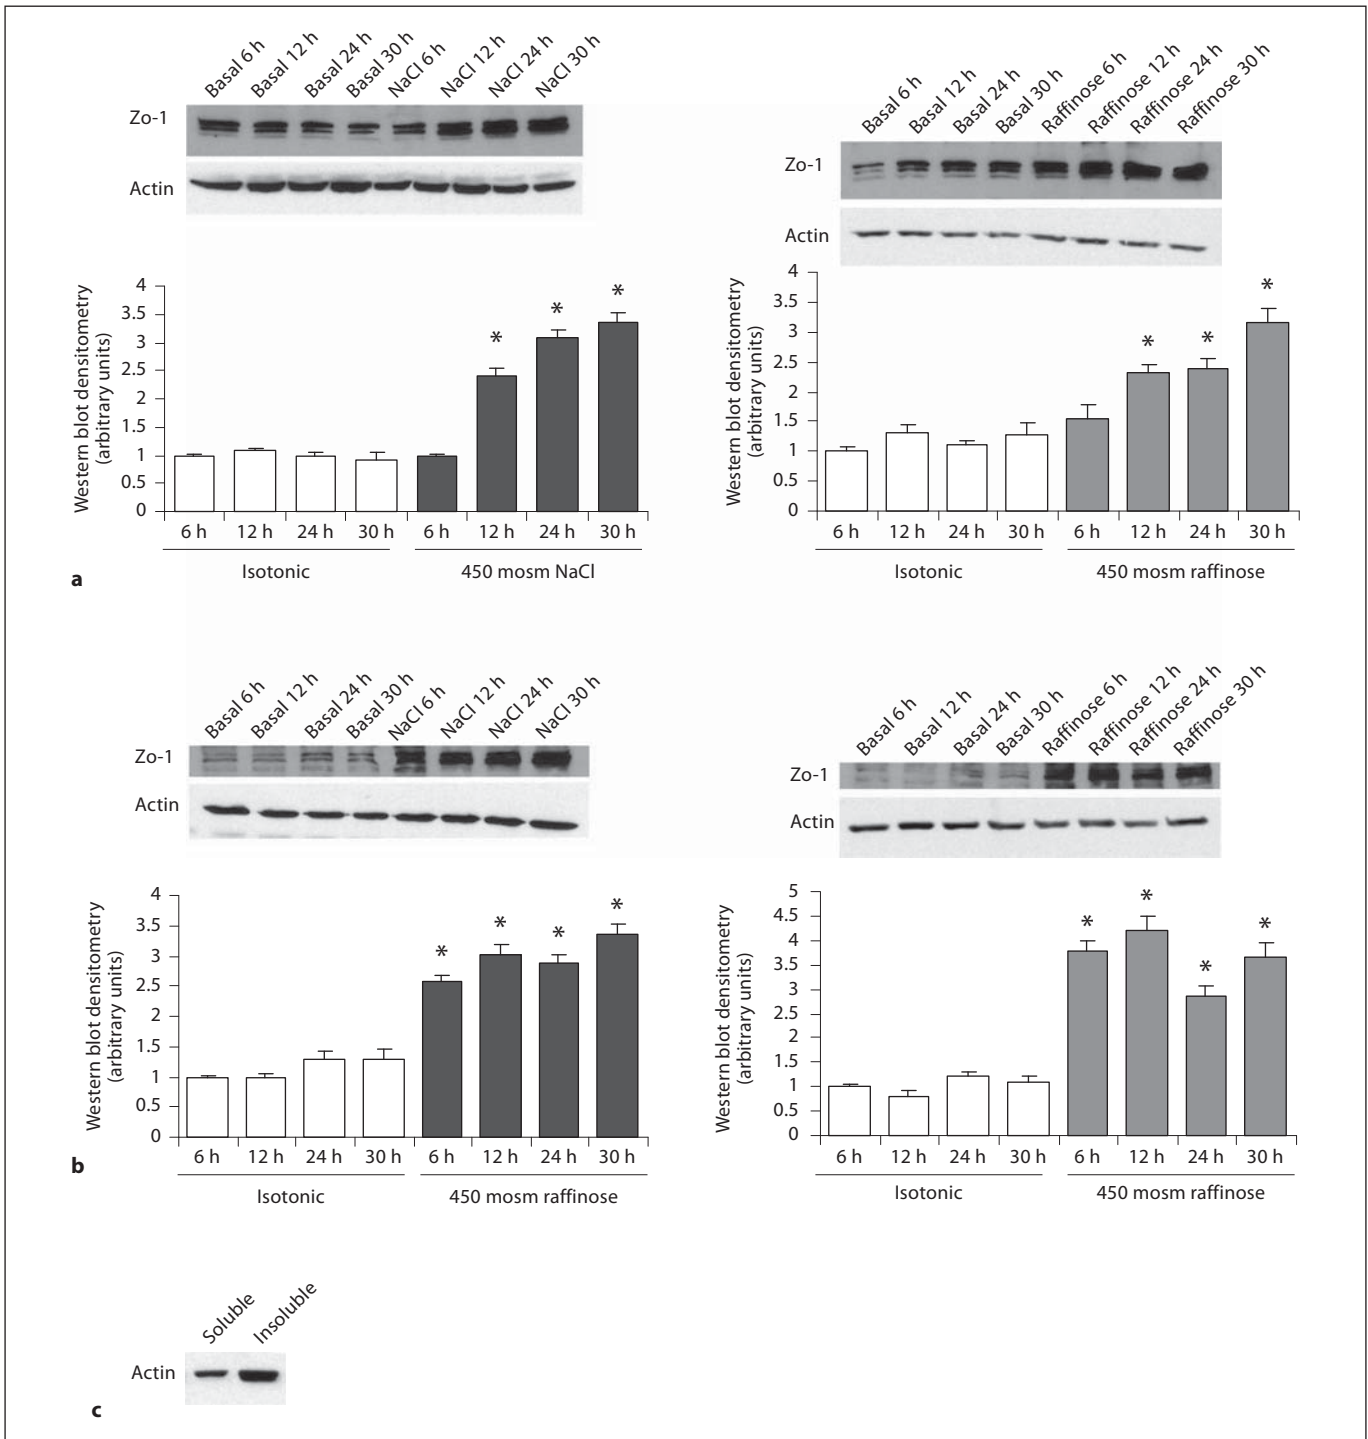 Basal 6 h Basal 12 h Basal 24 h Basal 30 h NaCl 6 h NaCl 12 h NaCl 24 h NaCl 30 h
Zo-1
Actin
Western blot densitometry
(arbitrary units)
4
3.5
3
2.5
2
1.5
1
0.5
0
* * *
6 h 12 h 24 h 30 h 6 h 12 h 24 h 30 h
Isotonic 450 mosm NaCl
a
Basal 6 h Basal 12 h Basal 24 h Basal 30 h Raffinose 6 h Raffinose 12 h Raffinose 24 h Raffinose 30 h
Zo-1
Actin
Western blot densitometry
(arbitrary units)
4
3.5
3
2.5
2
1.5
1
0.5
0
* * *
6 h 12 h 24 h 30 h 6 h 12 h 24 h 30 h
Isotonic 450 mosm raffinose
Basal 6 h Basal 12 h Basal 24 h Basal 30 h NaCl 6 h NaCl 12 h NaCl 24 h NaCl 30 h
Zo-1
Actin
Western blot densitometry
(arbitrary units)
4
3.5
3
2.5
2
1.5
1
0.5
0
* * * *
6 h 12 h 24 h 30 h 6 h 12 h 24 h 30 h
Isotonic 450 mosm raffinose
b
Basal 6 h Basal 12 h Basal 24 h Basal 30 h Raffinose 6 h Raffinose 12 h Raffinose 24 h Raffinose 30 h
Zo-1
Actin
Western blot densitometry
(arbitrary units)
5
4.5
4
3.5
3
2.5
2
1.5
1
0.5
0
* * * *
6 h 12 h 24 h 30 h 6 h 12 h 24 h 30 h
Isotonic 450 mosm raffinose
Soluble Insoluble
Actin
c